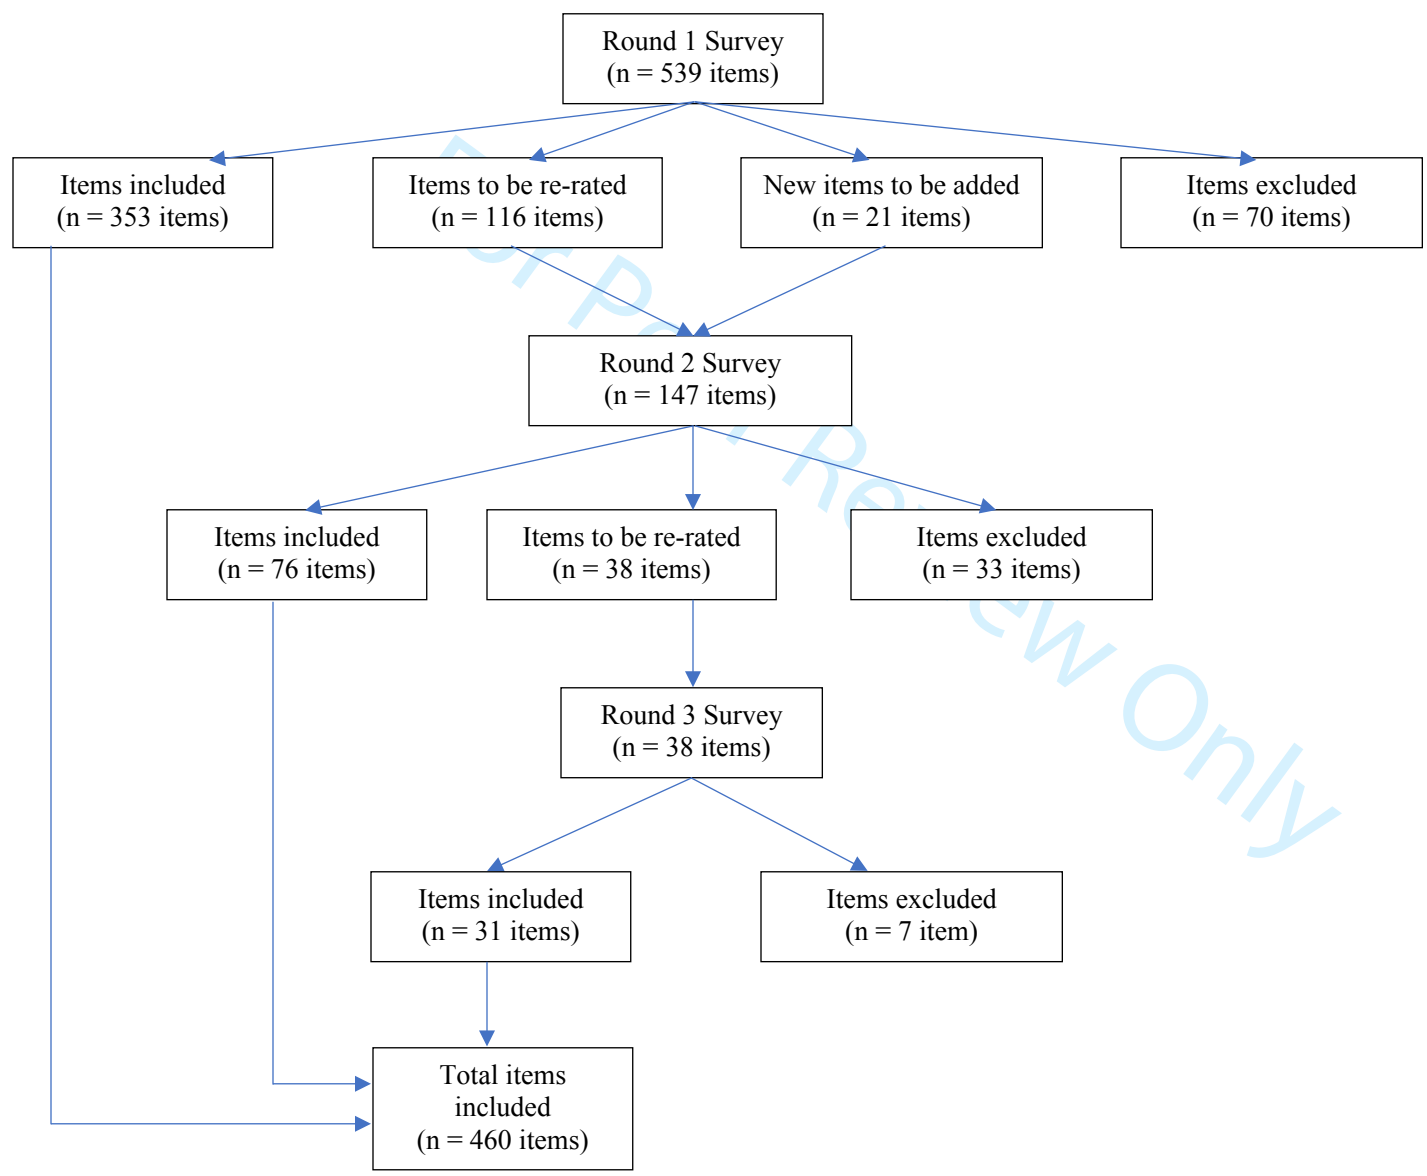 Round 1 Survey
(n = 539 items)
Items included
(n = 353 items)
Items to be re-rated
(n = 116 items)
New items to be added
(n = 21 items)
Items excluded
(n = 70 items)
Round 2 Survey
(n = 147 items)
Items included
(n = 76 items)
Items to be re-rated
(n = 38 items)
Items excluded
(n = 33 items)
Round 3 Survey
(n = 38 items)
Items included
(n = 31 items)
Items excluded
(n = 7 item)
Total items
included
(n = 460 items)
For Peer Review Only